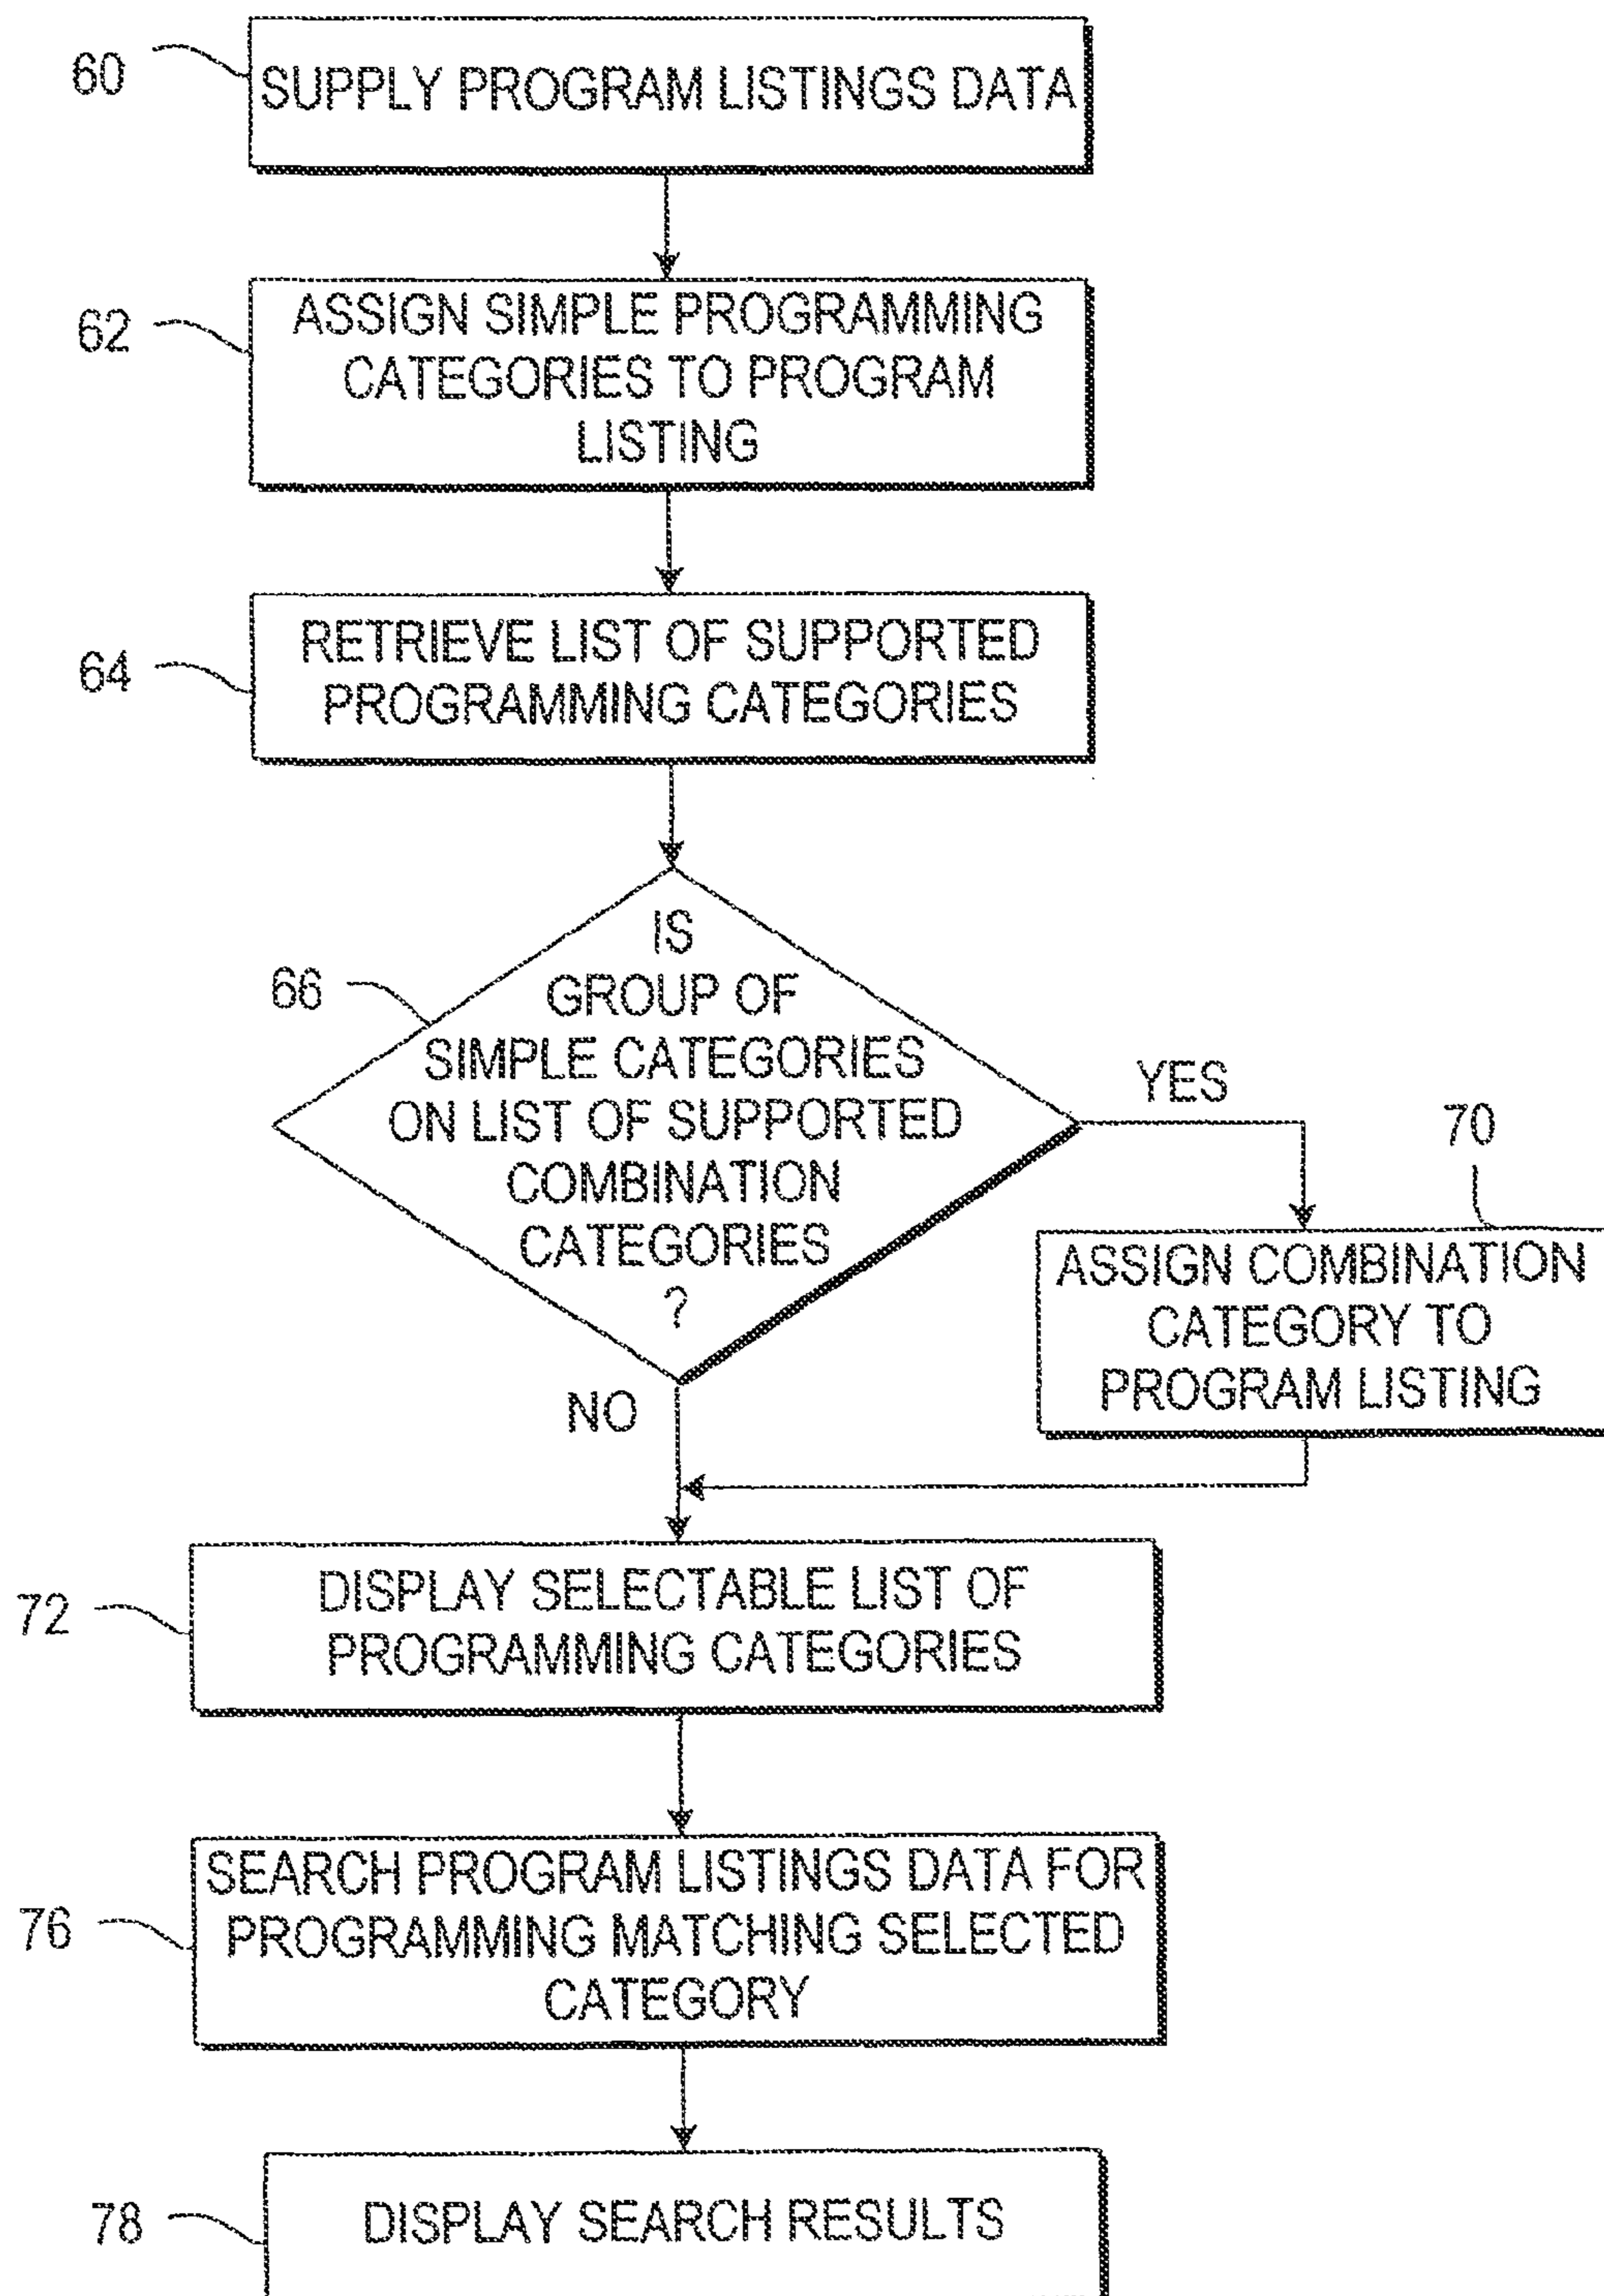 60
SUPPLY PROGRAM LISTINGS DATA
62
ASSIGN SIMPLE PROGRAMMING
CATEGORIES TO PROGRAM
LISTING
64
RETRIEVE LIST OF SUPPORTED
PROGRAMMING CATEGORIES
66
IS
GROUP OF
SIMPLE CATEGORIES
ON LIST OF SUPPORTED
COMBINATION
CATEGORIES
?
YES
70
ASSIGN COMBINATION
CATEGORY TO
PROGRAM LISTING
NO
72
DISPLAY SELECTABLE LIST OF
PROGRAMMING CATEGORIES
76
SEARCH PROGRAM LISTINGS DATA FOR
PROGRAMMING MATCHING SELECTED
CATEGORY
78
DISPLAY SEARCH RESULTS